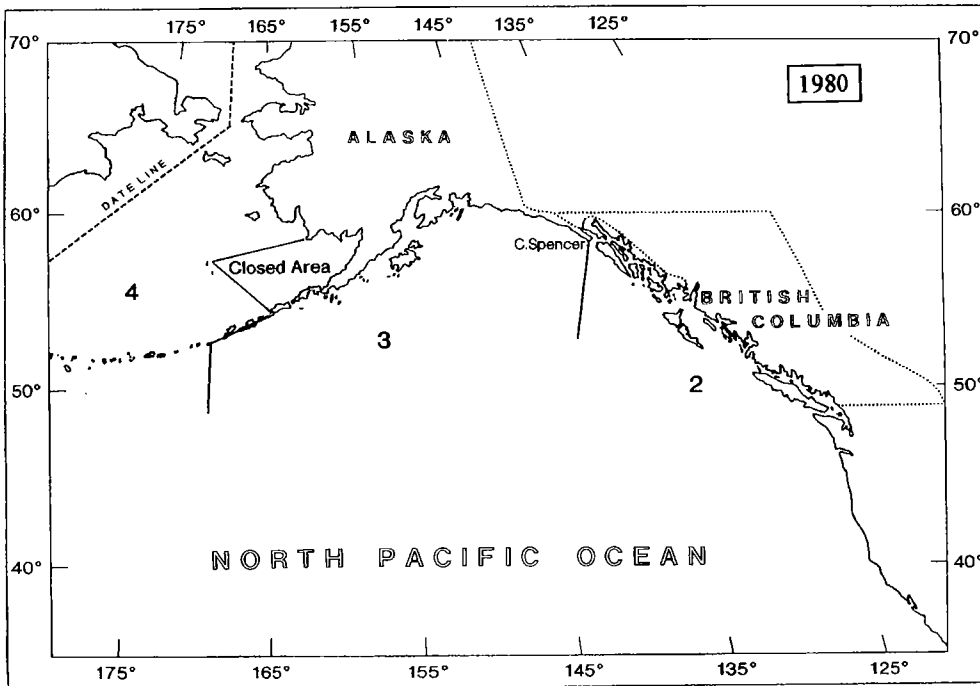 175° 165° 155° 145° 135° 125°
70° 70°
1980
ALASKA
DATE LINE
60° 60°
C.Spencer
Closed Area
4
BRITISH
COLUMBIA
3
2
50° 50°
NORTH PACIFIC OCEAN
40° 40°
175° 165° 155° 145° 135° 125°